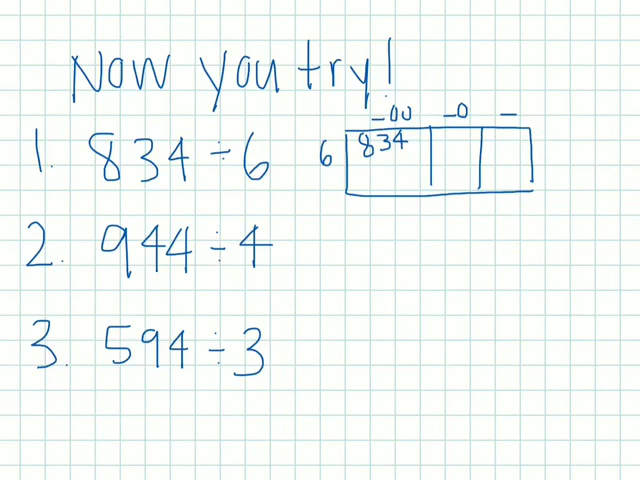 Now you try!
_00 _0 _
1. 834 ÷ 6
6 834
2. 944 ÷ 4
3. 594 ÷ 3